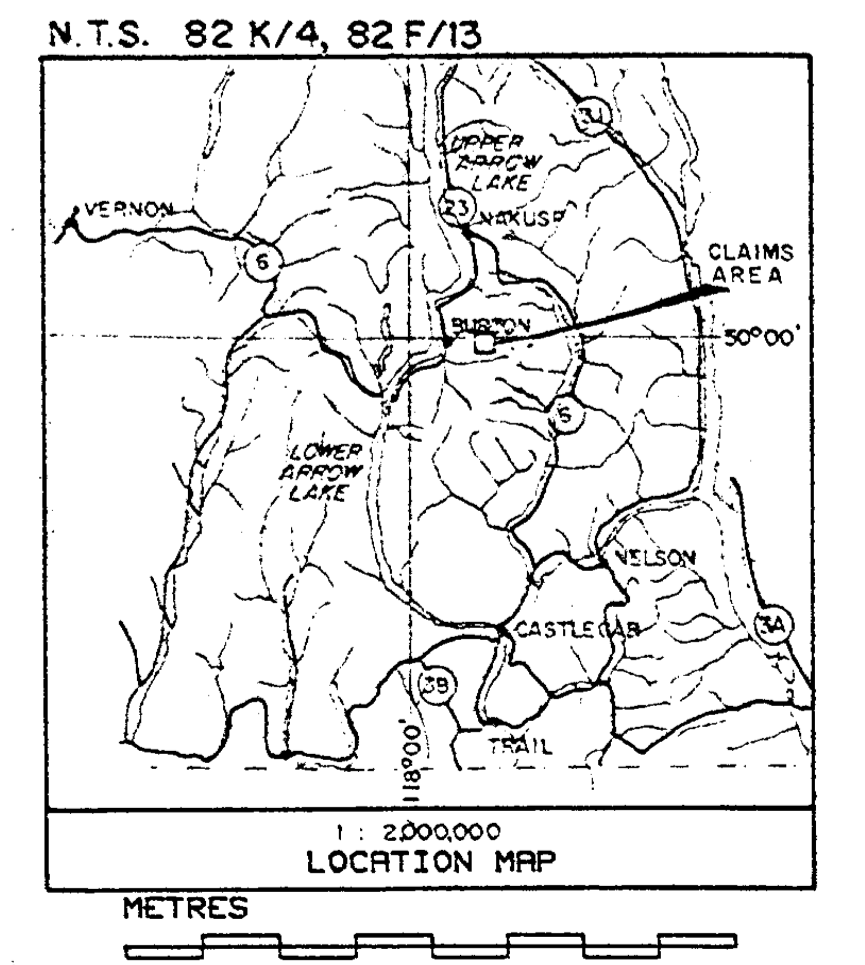 N.T.S. 82 K/4, 82 F/13
31
UPPER
ARROW
LAKE
23
NAKUSP
VERNON
6
CLAIMS
AREA
BURTON
50°00'
6
LOWER
ARROW
LAKE
NELSON
CASTLEGAR
3A
3B
TRAIL
118°00'
1 : 2,000,000
LOCATION MAP
METRES